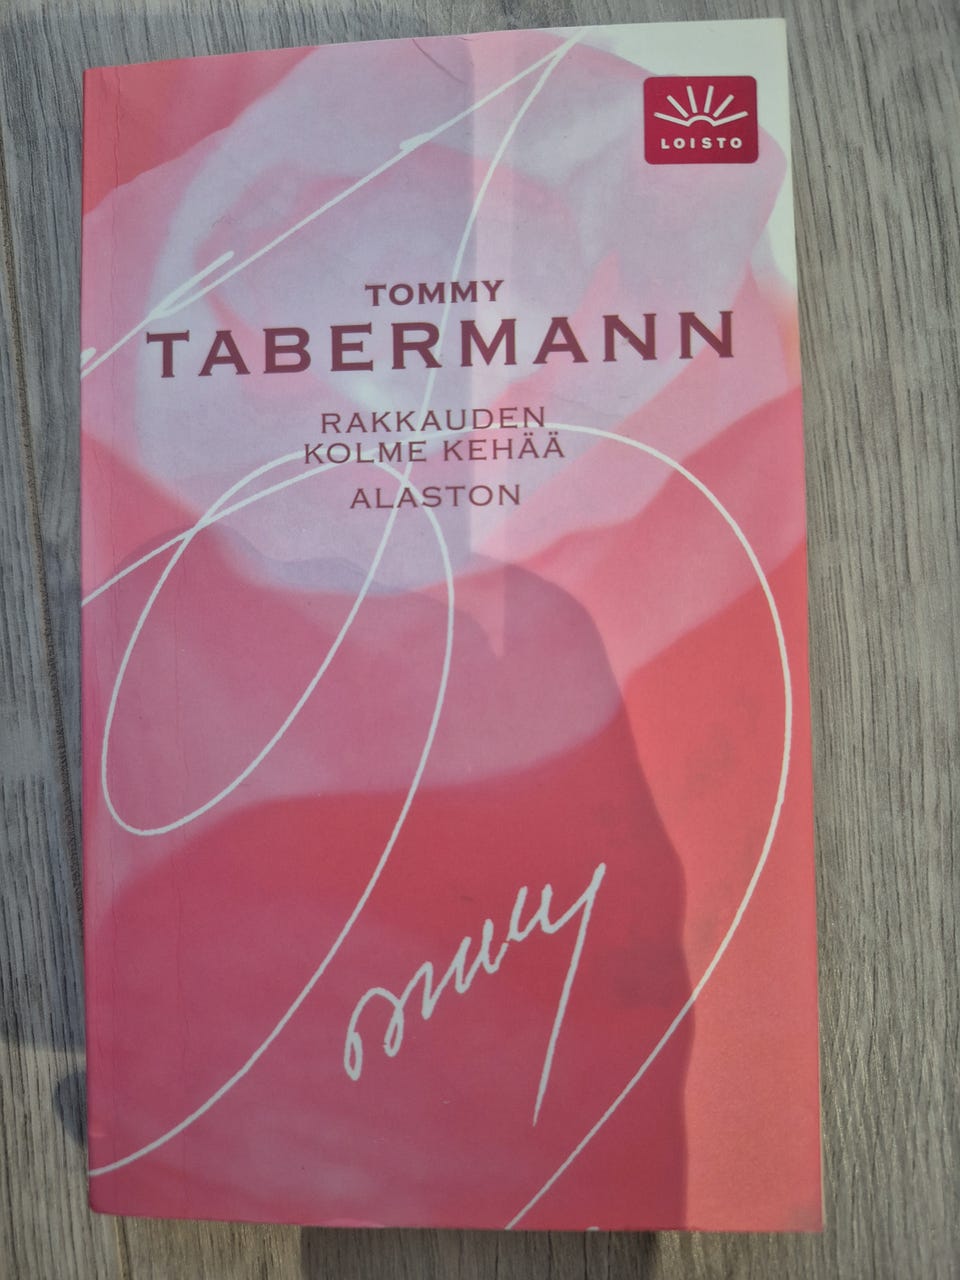 LOISTO
TOMMY
TABERMANN
RAKKAUDEN
KOLME KEHÄÄ
ALASTON